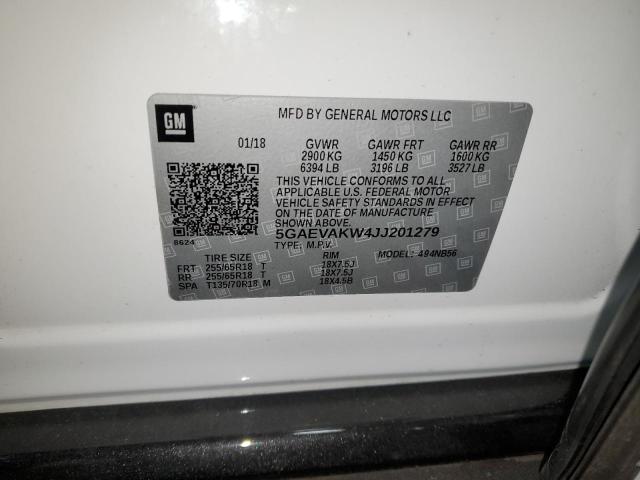 GM
MFD BY GENERAL MOTORS LLC
01/18 GVWR GAWR FRT GAWR RR
2900 KG 1450 KG 1600 KG
6394 LB 3196 LB 3527 LB
THIS VEHICLE CONFORMS TO ALL
APPLICABLE U.S. FEDERAL MOTOR
VEHICLE SAFETY STANDARDS IN EFFECT
ON THE DATE OF MANUFACTURE
SHOWN ABOVE.
5GAEVAKW4JJ201279
8624
TYPE: M.P.V. MODEL: 494NB56
TIRE SIZE RIM
FRT 255/65R18 T 18X7.5J
RR 255/65R18 T 18X7.5J
SPA T135/70R18 M 18X4.5B